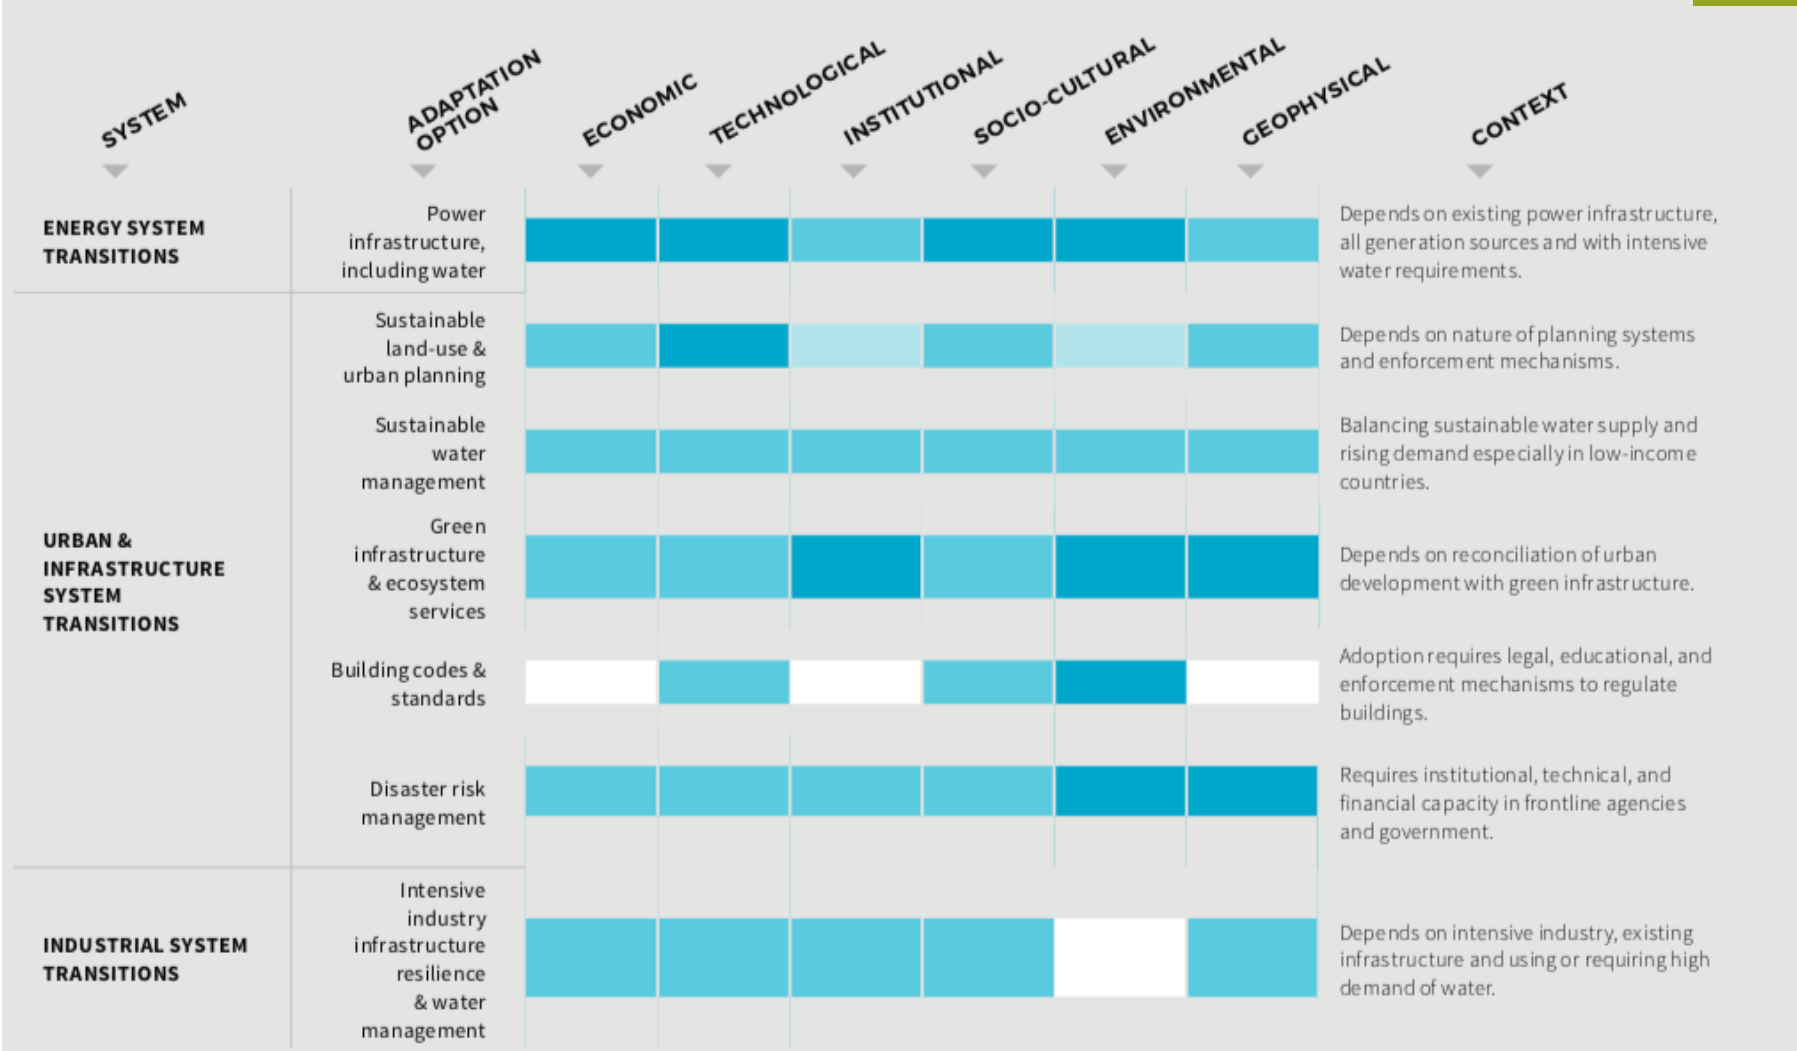 SYSTEM
ADAPTATION
OPTION
ECONOMIC
TECHNOLOGICAL
INSTITUTIONAL
SOCIO-CULTURAL
ENVIRONMENTAL
GEOPHYSICAL
CONTEXT
ENERGY SYSTEM
TRANSITIONS
Power
infrastructure,
including water
Depends on existing power infrastructure,
all generation sources and with intensive
water requirements.
URBAN &
INFRASTRUCTURE
SYSTEM
TRANSITIONS
Sustainable
land-use &
urban planning
Depends on nature of planning systems
and enforcement mechanisms.
Sustainable
water
management
Balancing sustainable water supply and
rising demand especially in low-income
countries.
Green
infrastructure
& ecosystem
services
Depends on reconciliation of urban
development with green infrastructure.
Building codes &
standards
Adoption requires legal, educational, and
enforcement mechanisms to regulate
buildings.
Disaster risk
management
Requires institutional, technical, and
financial capacity in frontline agencies
and government.
INDUSTRIAL SYSTEM
TRANSITIONS
Intensive
industry
infrastructure
resilience
& water
management
Depends on intensive industry, existing
infrastructure and using or requiring high
demand of water.